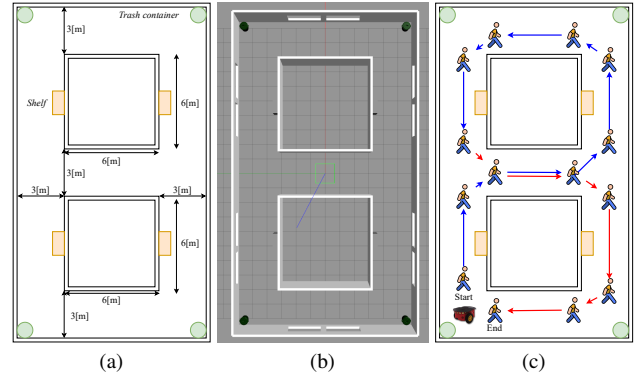 Trash container
3[m]
Shelf
6[m]
6[m]
3[m]
3[m]
3[m]
6[m]
6[m]
3[m]
(a)
(b)
Start
End
(c)